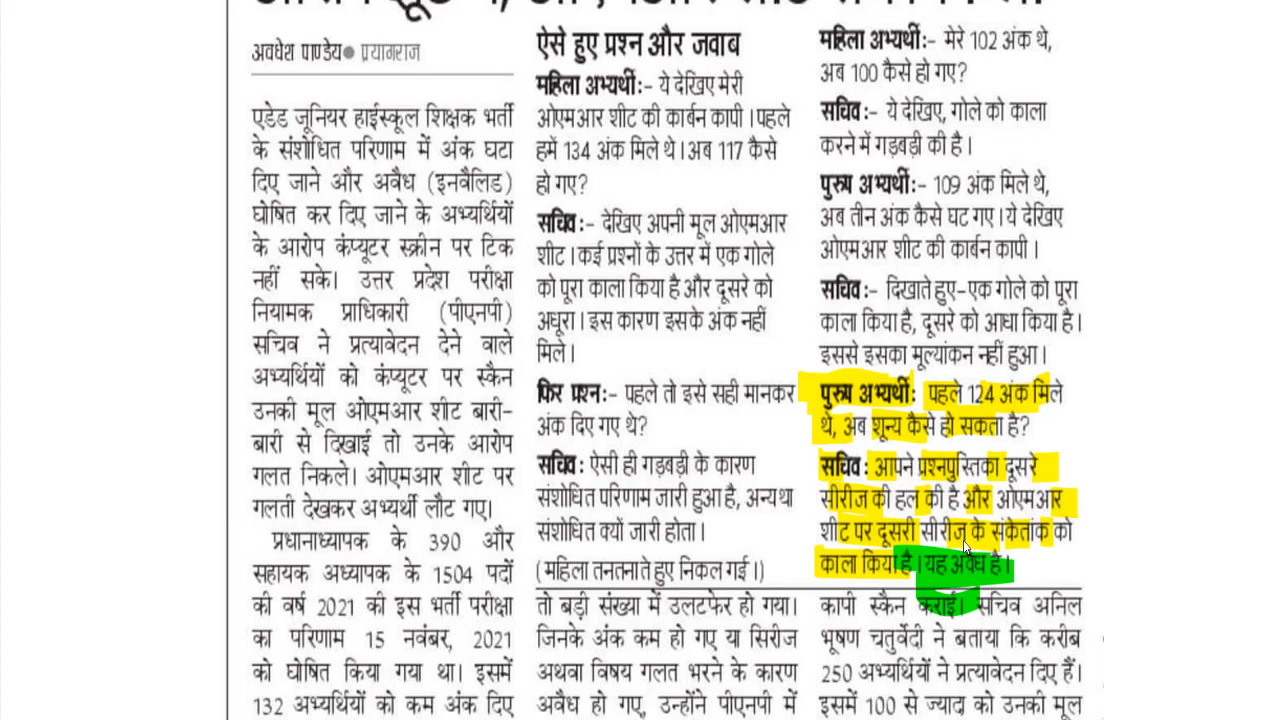 अवधेश पाण्डेय● प्रयागराज
एडेड जूनियर हाईस्कूल शिक्षक भर्ती
के संशोधित परिणाम में अंक घटा
दिए जाने और अवैध (इनवैलिड)
घोषित कर दिए जाने के अभ्यर्थियों
के आरोप कंप्यूटर स्क्रीन पर टिक
नहीं सके। उत्तर प्रदेश परीक्षा
नियामक प्राधिकारी (पीएनपी)
सचिव ने प्रत्यावेदन देने वाले
अभ्यर्थियों को कंप्यूटर पर स्कैन
उनकी मूल ओएमआर शीट बारी-
बारी से दिखाई तो उनके आरोप
गलत निकले। ओएमआर शीट पर
गलती देखकर अभ्यर्थी लौट गए।
प्रधानाध्यापक के 390 और
सहायक अध्यापक के 1504 पदों
की वर्ष 2021 की इस भर्ती परीक्षा
का परिणाम 15 नवंबर, 2021
को घोषित किया गया था। इसमें
132 अभ्यर्थियों को कम अंक दिए
ऐसे हुए प्रश्न और जवाब
महिला अभ्यर्थी:- ये देखिए मेरी
ओएमआर शीट की कार्बन कापी। पहले
हमें 134 अंक मिले थे। अब 117 कैसे
हो गए?
सचिव:- देखिए अपनी मूल ओएमआर
शीट। कई प्रश्नों के उत्तर में एक गोले
को पूरा काला किया है और दूसरे को
अधूरा। इस कारण इसके अंक नहीं
मिले।
फिर प्रश्न:- पहले तो इसे सही मानकर
अंक दिए गए थे?
सचिव: ऐसी ही गड़बड़ी के कारण
संशोधित परिणाम जारी हुआ है, अन्यथा
संशोधित क्यों जारी होता।
(महिला तनतनाते हुए निकल गई।)
तो बड़ी संख्या में उलटफेर हो गया।
जिनके अंक कम हो गए या सिरीज
अथवा विषय गलत भरने के कारण
अवैध हो गए, उन्होंने पीएनपी में
महिला अभ्यर्थी:- मेरे 102 अंक थे,
अब 100 कैसे हो गए?
सचिव:- ये देखिए, गोले को काला
करने में गड़बड़ी की है।
पुरुष अभ्यर्थी:- 109 अंक मिले थे,
अब तीन अंक कैसे घट गए। ये देखिए
ओएमआर शीट की कार्बन कापी।
सचिव:- दिखाते हुए-एक गोले को पूरा
काला किया है, दूसरे को आधा किया है।
इससे इसका मूल्यांकन नहीं हुआ।
पुरुष अभ्यर्थी: पहले 124 अंक मिले
थे, अब शून्य कैसे हो सकता है?
सचिव: आपने प्रश्नपुस्तिका दूसरे
सीरीज की हल की है और ओएमआर
शीट पर दूसरी सीरीज के संकेतांक को
काला किया है। यह अवैध है।
कापी स्कैन कराई। सचिव अनिल
भूषण चतुर्वेदी ने बताया कि करीब
250 अभ्यर्थियों ने प्रत्यावेदन दिए हैं।
इसमें 100 से ज्यादा को उनकी मूल